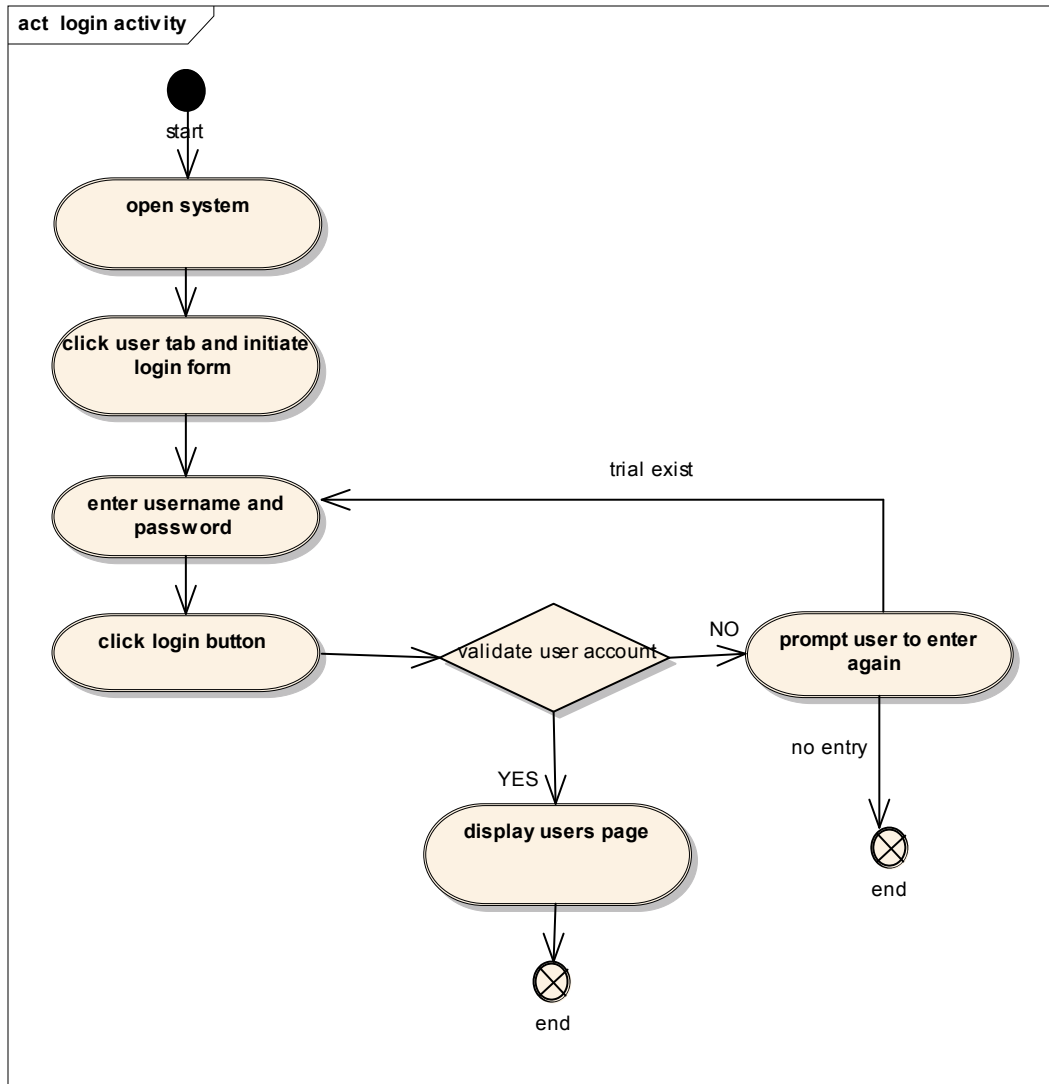 act login activity
start
open system
click user tab and initiate
login form
trial exist
enter username and
password
click login button
validate user account
NO
prompt user to enter
again
no entry
YES
display users page
end
end